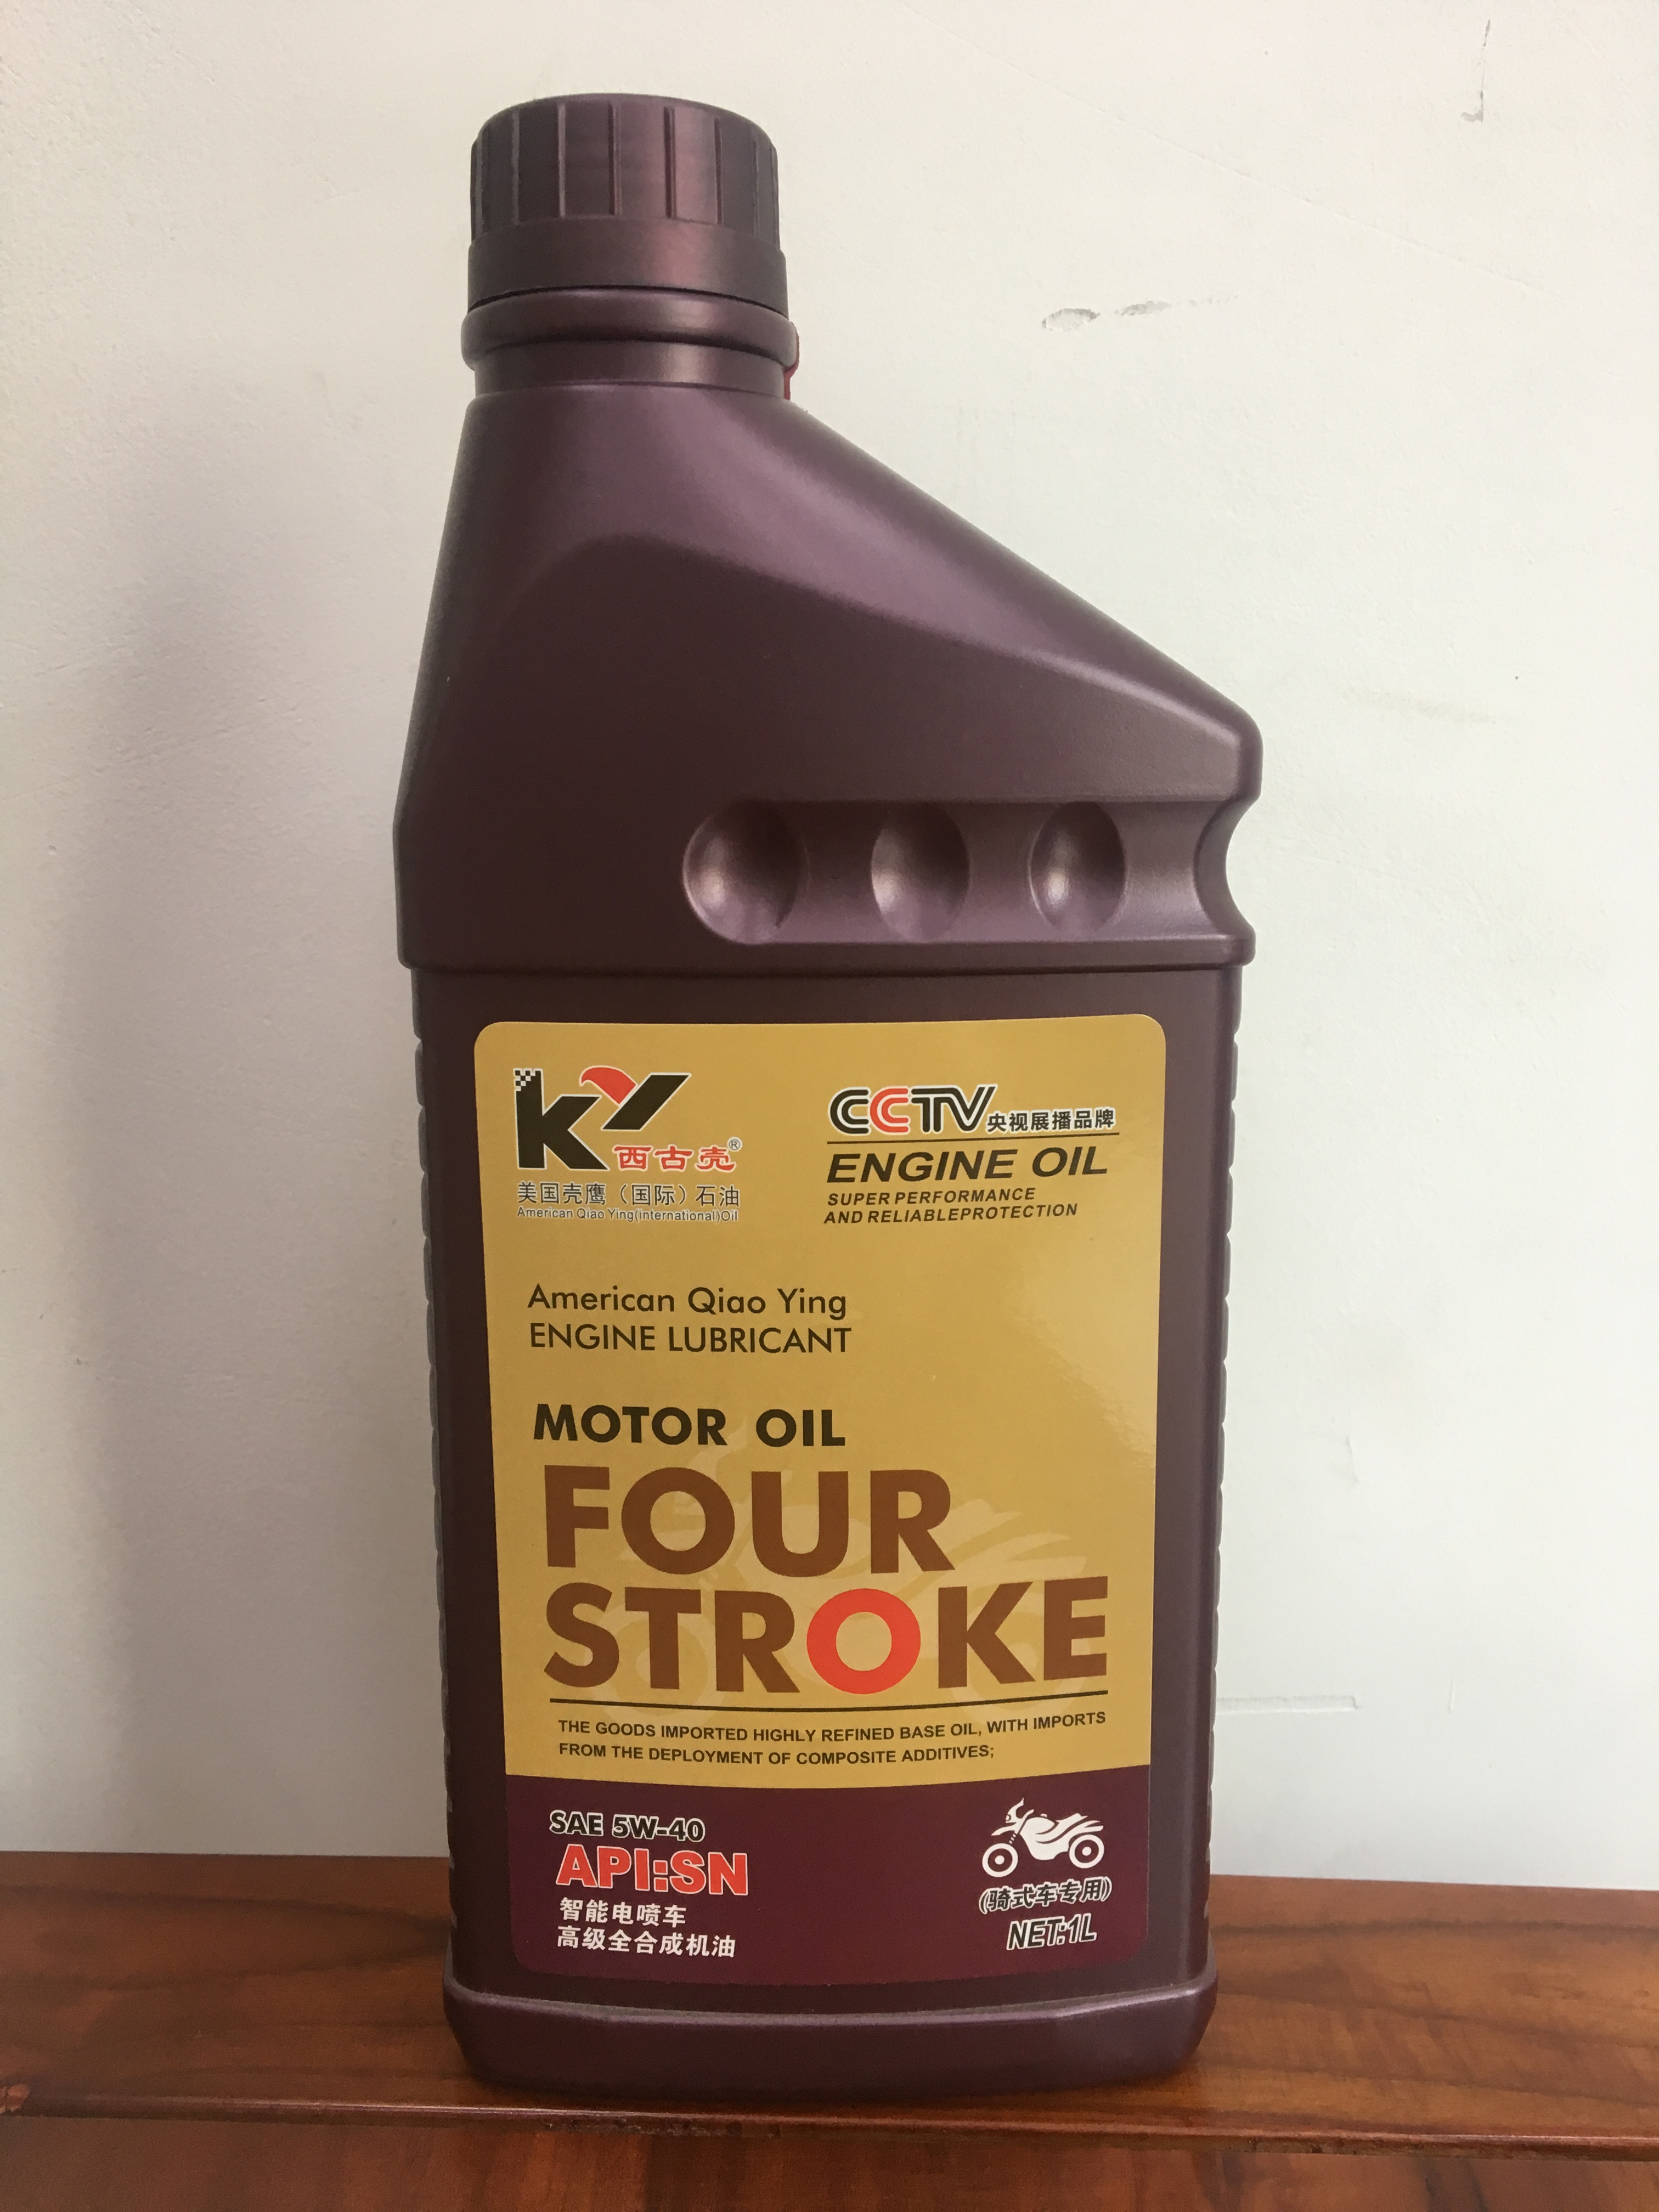 KY
西古壳®
美国壳鹰（国际）石油
American Qiao Ying(international)Oil
CCTV央视展播品牌
ENGINE OIL
SUPER PERFORMANCE
AND RELIABLEPROTECTION
American Qiao Ying
ENGINE LUBRICANT
MOTOR OIL
FOUR
STROKE
THE GOODS IMPORTED HIGHLY REFINED BASE OIL, WITH IMPORTS
FROM THE DEPLOYMENT OF COMPOSITE ADDITIVES;
SAE 5W-40
API:SN
智能电喷车
高级全合成机油
(骑式车专用)
NET:1L